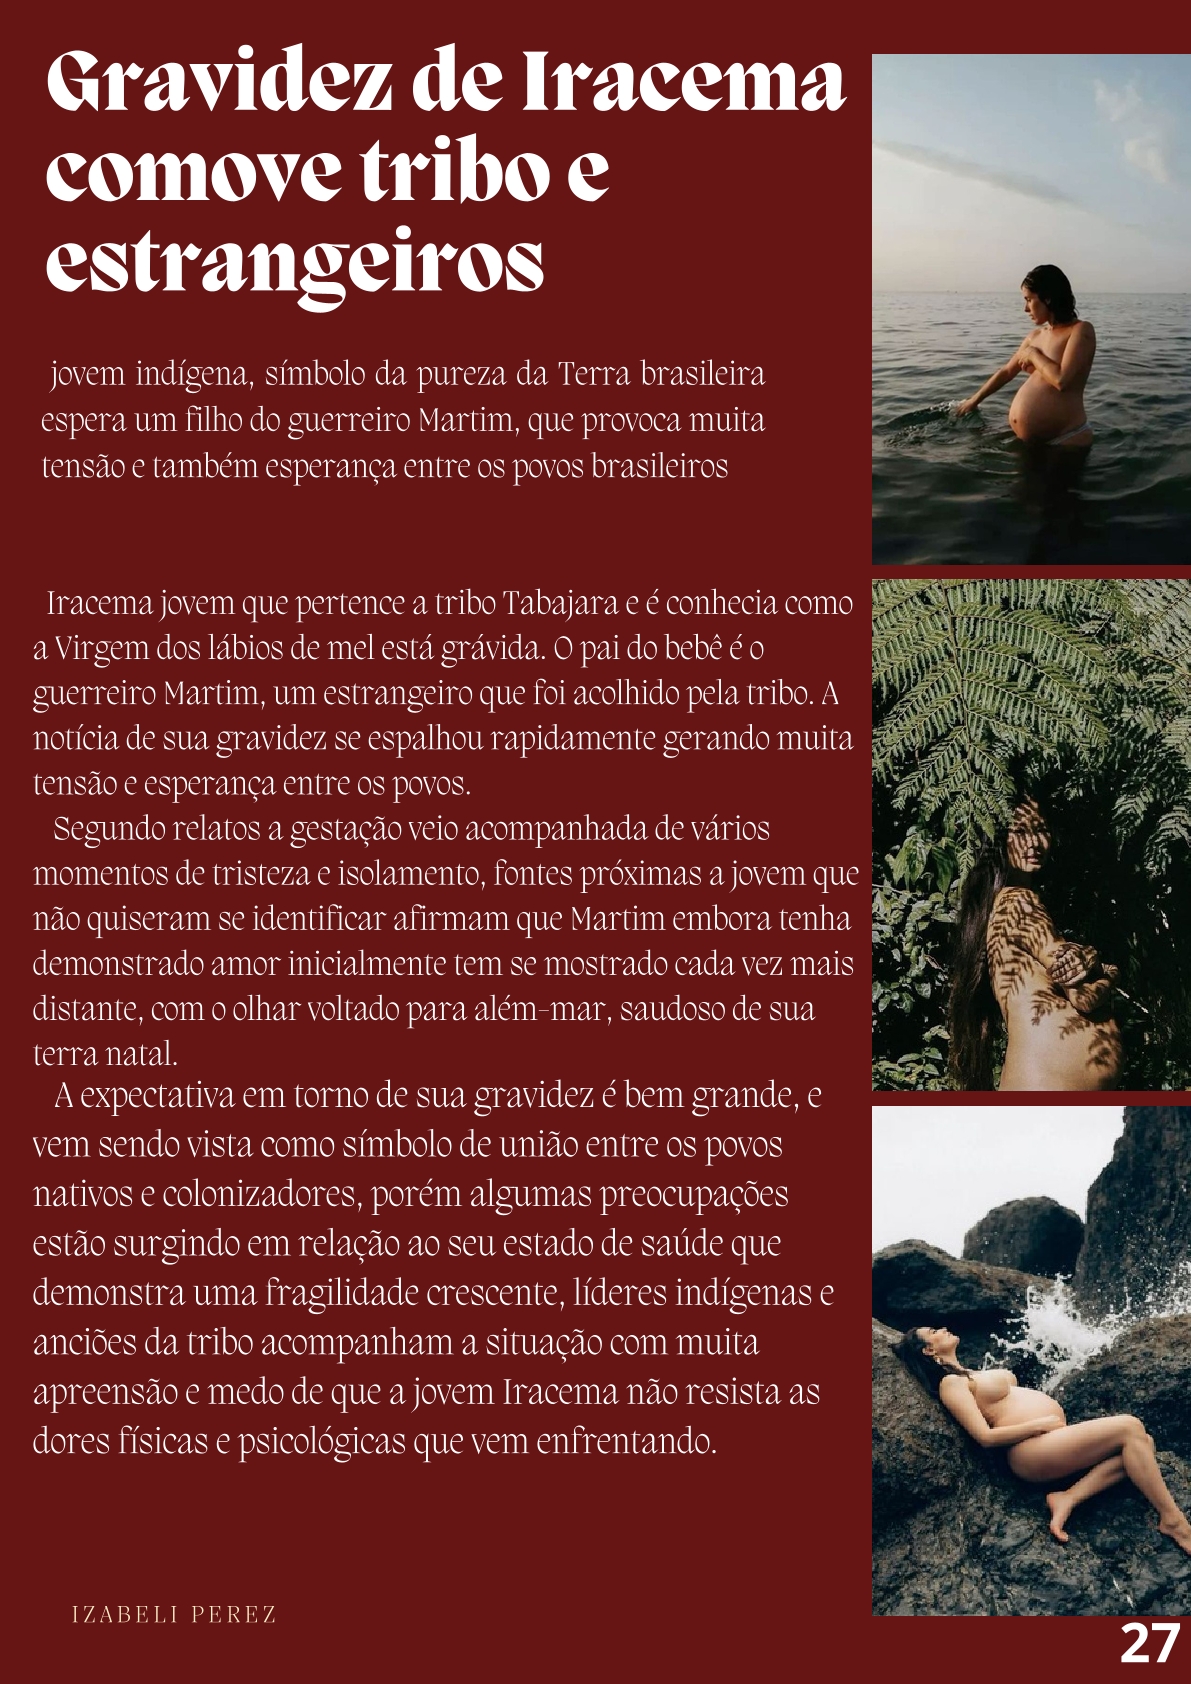 Gravidez de Iracema
comove tribo e
estrangeiros
jovem indígena, símbolo da pureza da Terra brasileira
espera um filho do guerreiro Martim, que provoca muita
tensão e também esperança entre os povos brasileiros
Iracema jovem que pertence a tribo Tabajara e é conhecia como
a Virgem dos lábios de mel está grávida. O pai do bebê é o
guerreiro Martim, um estrangeiro que foi acolhido pela tribo. A
notícia de sua gravidez se espalhou rapidamente gerando muita
tensão e esperança entre os povos.
Segundo relatos a gestação veio acompanhada de vários
momentos de tristeza e isolamento, fontes próximas a jovem que
não quiseram se identificar afirmam que Martim embora tenha
demonstrado amor inicialmente tem se mostrado cada vez mais
distante, com o olhar voltado para além-mar, saudoso de sua
terra natal.
A expectativa em torno de sua gravidez é bem grande, e
vem sendo vista como símbolo de união entre os povos
nativos e colonizadores, porém algumas preocupações
estão surgindo em relação ao seu estado de saúde que
demonstra uma fragilidade crescente, líderes indígenas e
anciões da tribo acompanham a situação com muita
apreensão e medo de que a jovem Iracema não resista as
dores físicas e psicológicas que vem enfrentando.
IZABELI PEREZ
27